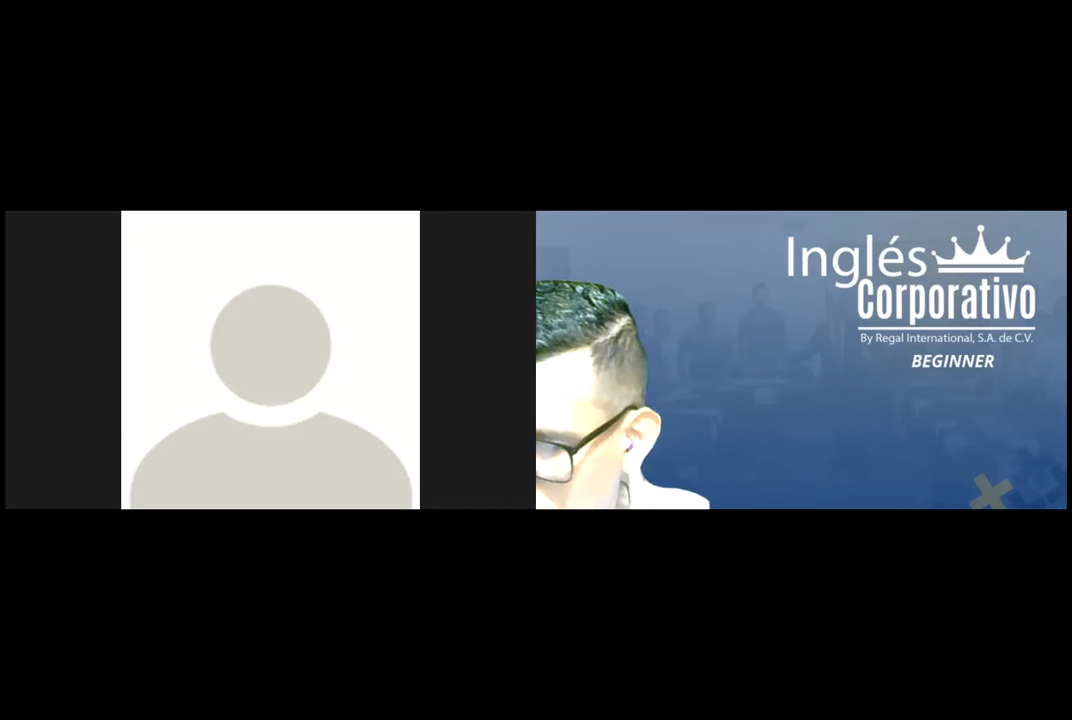 Inglés
Corporativo
By Regal International, S.A. de C.V.
BEGINNER